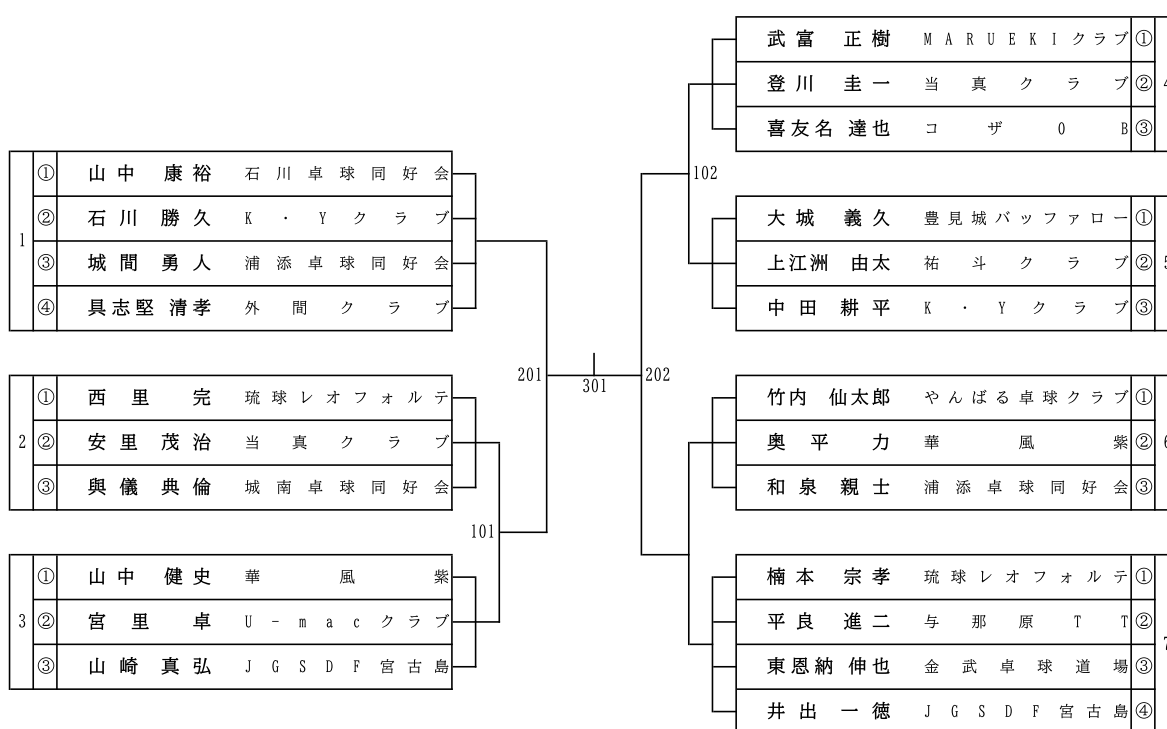 1
① 山中 康裕 石川卓球同好会
② 石川 勝久 K・Yクラブ
③ 城間 勇人 浦添卓球同好会
④ 具志堅 清孝 外間クラブ
2
① 西里 完 琉球レオフォルテ
② 安里 茂治 当真クラブ
③ 與儀 典倫 城南卓球同好会
3
① 山中 健史 華風紫
② 宮里 卓 U-macクラブ
③ 山崎 真弘 JGSDF宮古島
101
201
301
202
102
武富 正樹 MARUEKIクラブ ①
登川 圭一 当真クラブ ②
喜友名 達也 コザOB ③
4
大城 義久 豊見城バッファロー ①
上江洲 由太 祐斗クラブ ②
中田 耕平 K・Yクラブ ③
5
竹内 仙太郎 やんばる卓球クラブ ①
奥平 力 華風紫 ②
和泉 親士 浦添卓球同好会 ③
6
楠本 宗孝 琉球レオフォルテ ①
平良 進二 与那原TT ②
東恩納 伸也 金武卓球道場 ③
井出 一徳 JGSDF宮古島 ④
7